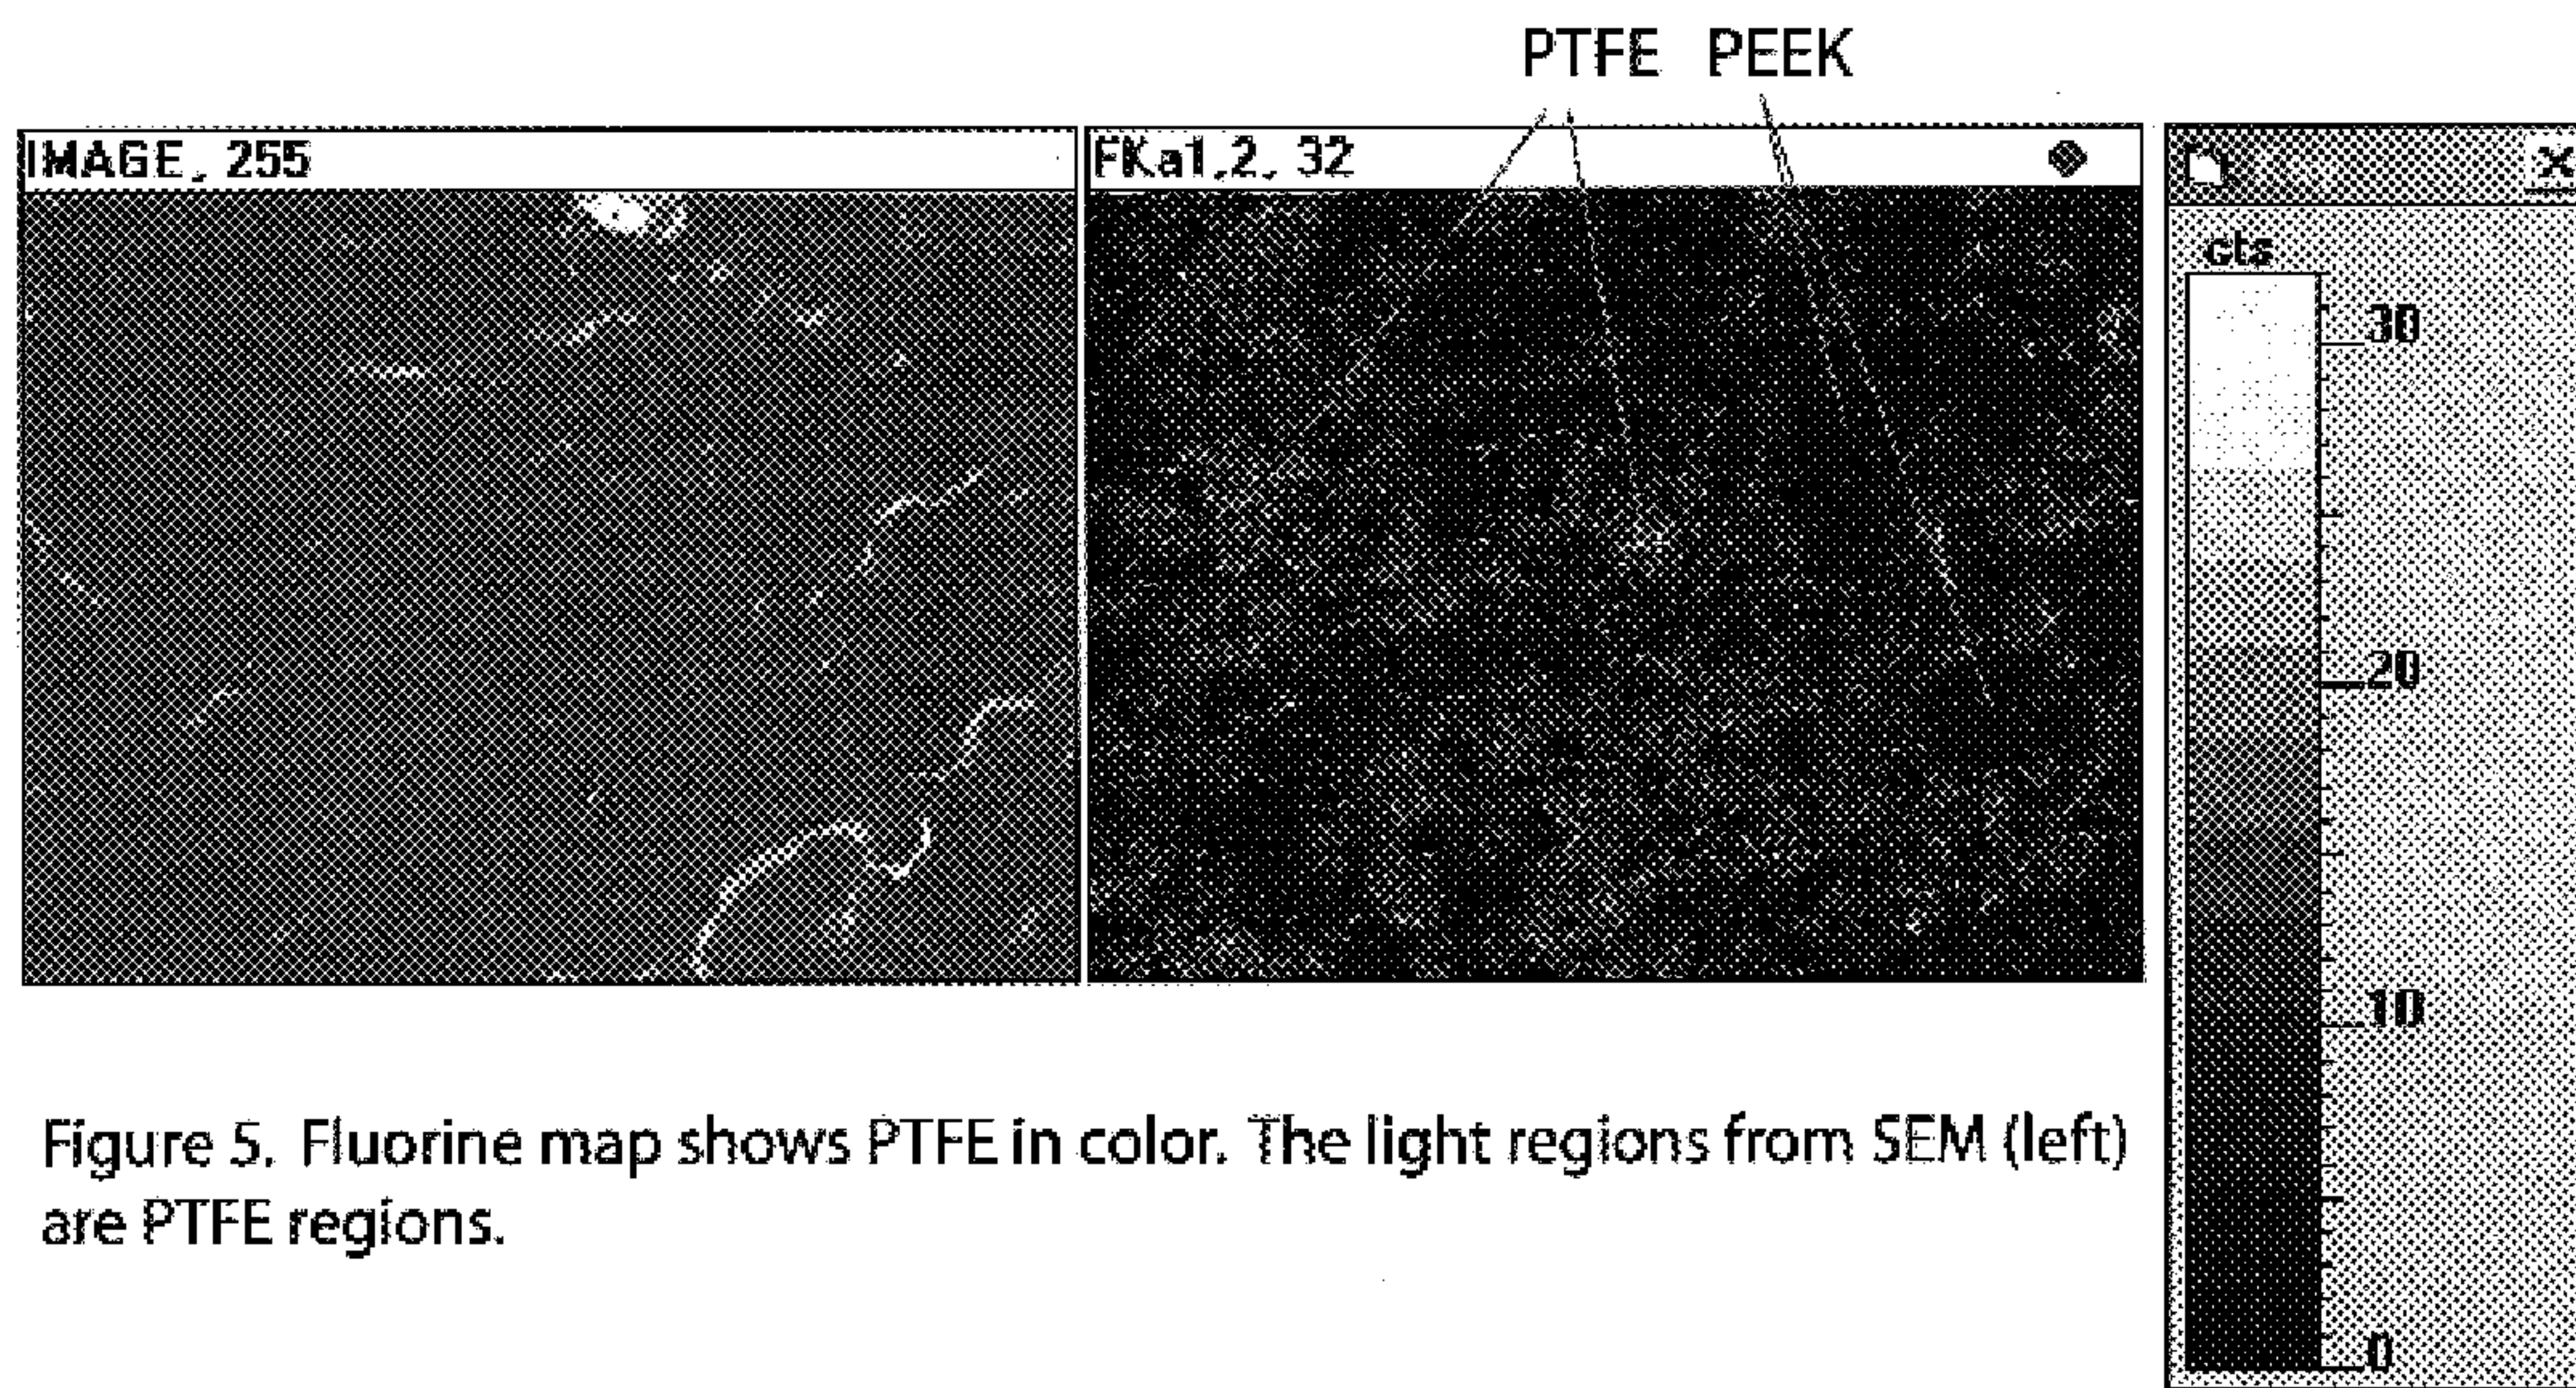 PTFE PEEK
IMAGE, 255
FKa1,2, 32
cts
30
20
10
0
Figure 5. Fluorine map shows PTFE in color. The light regions from SEM (left)
are PTFE regions.